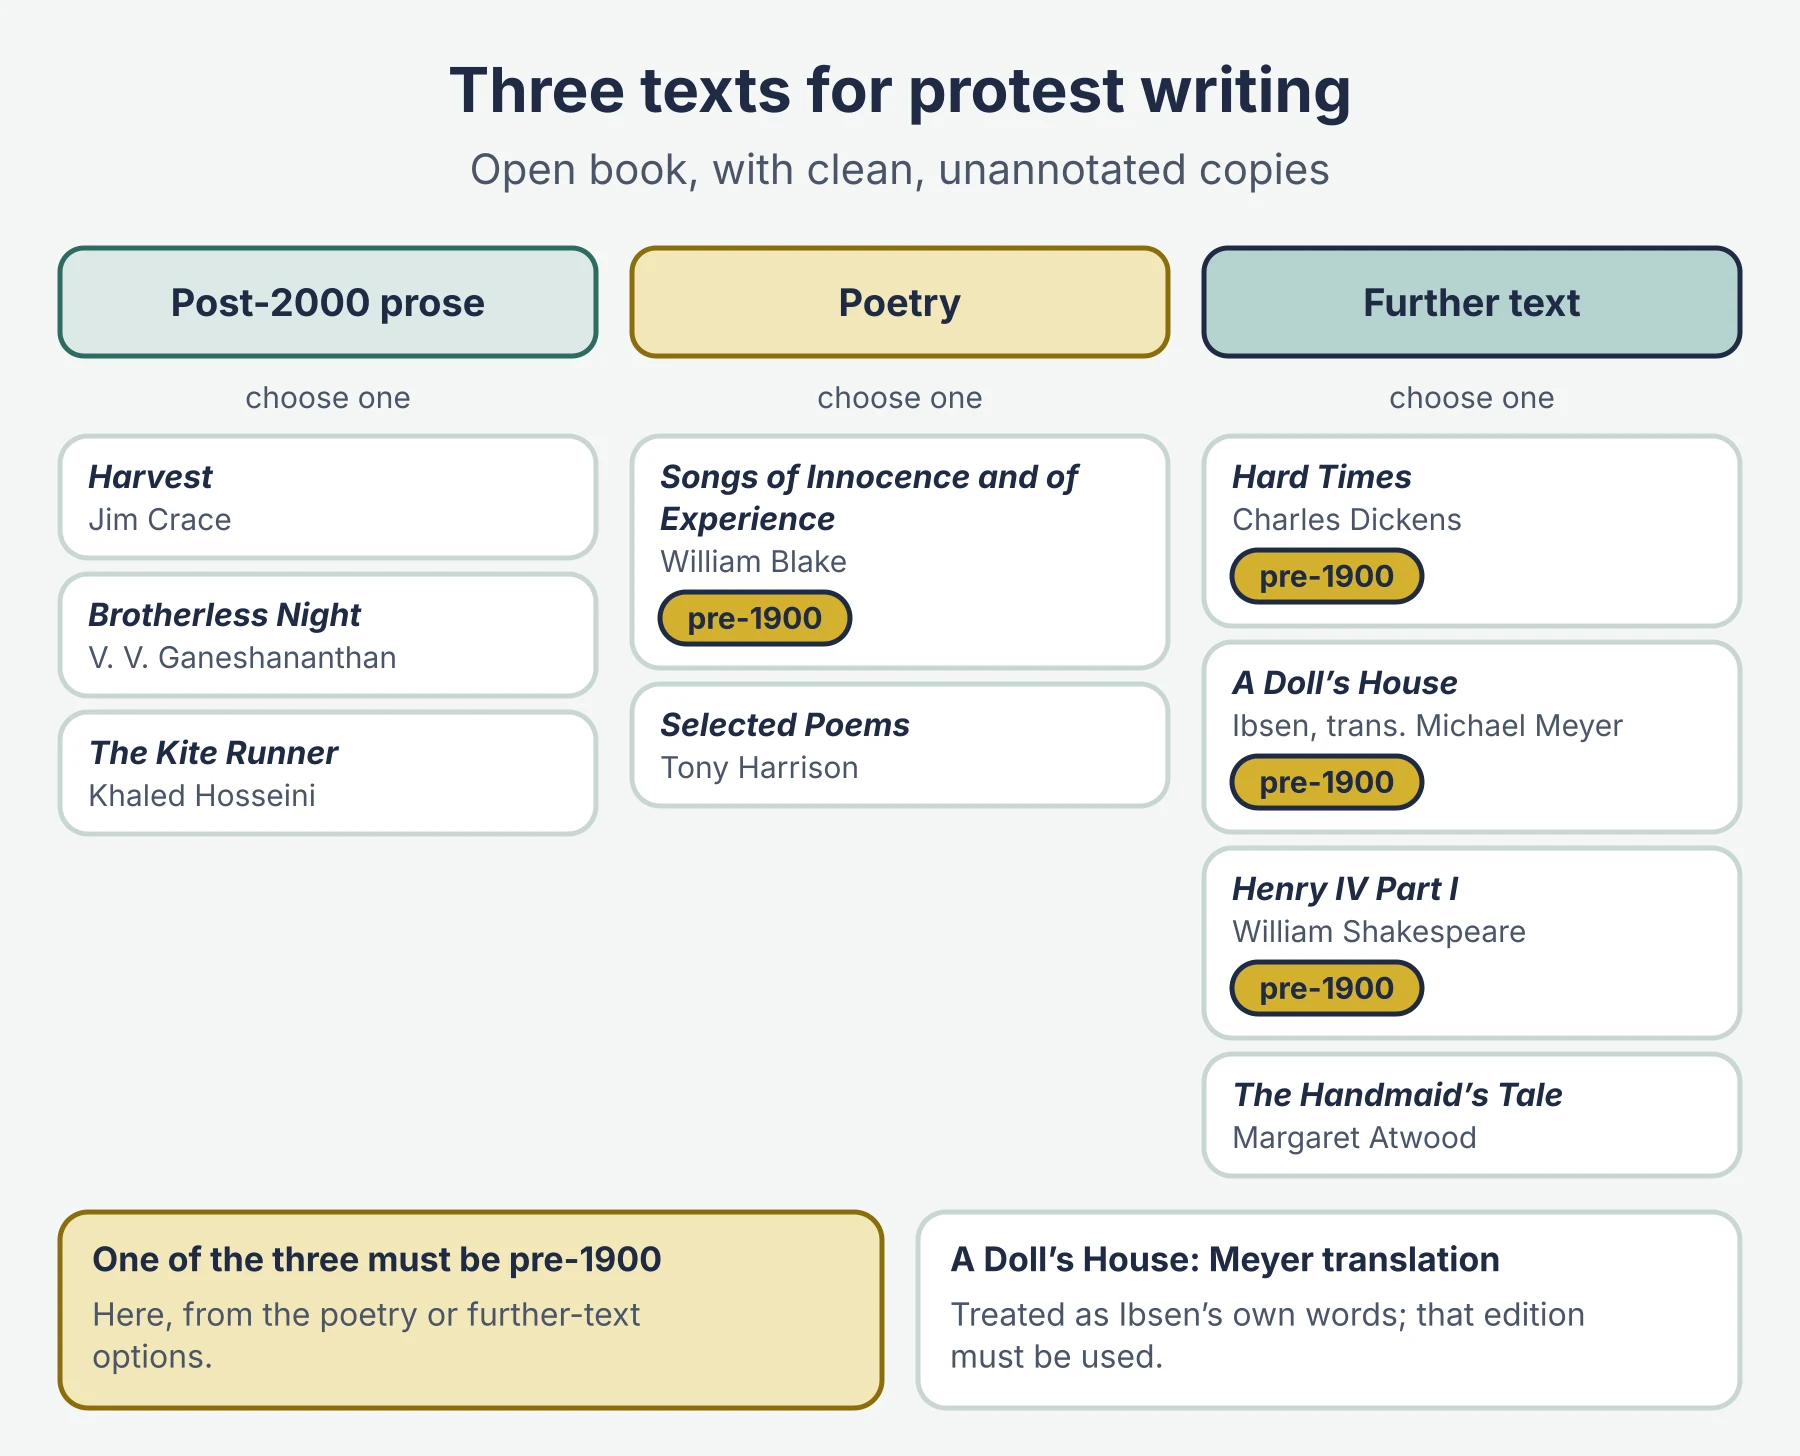 Three texts for protest writing
Open book, with clean, unannotated copies
Post-2000 prose
choose one
Harvest
Jim Crace
Brotherless Night
V. V. Ganeshananthan
The Kite Runner
Khaled Hosseini
Poetry
choose one
Songs of Innocence and of
Experience
William Blake
pre-1900
Selected Poems
Tony Harrison
Further text
choose one
Hard Times
Charles Dickens
pre-1900
A Doll’s House
Ibsen, trans. Michael Meyer
pre-1900
Henry IV Part I
William Shakespeare
pre-1900
The Handmaid’s Tale
Margaret Atwood
One of the three must be pre-1900
Here, from the poetry or further-text
options.
A Doll’s House: Meyer translation
Treated as Ibsen’s own words; that edition
must be used.